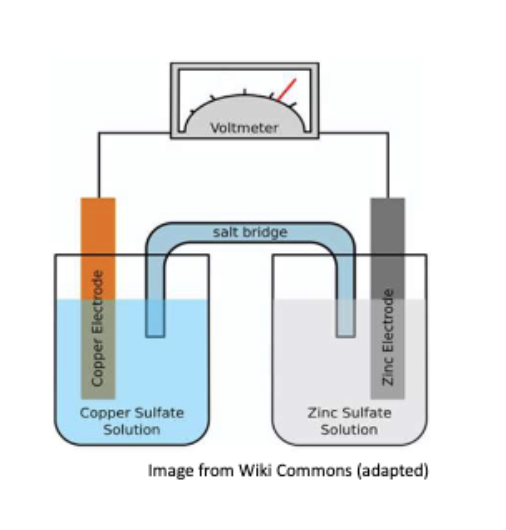 Voltmeter
salt bridge
Copper Electrode
Zinc Electrode
Copper Sulfate
Solution
Zinc Sulfate
Solution
Image from Wiki Commons (adapted)